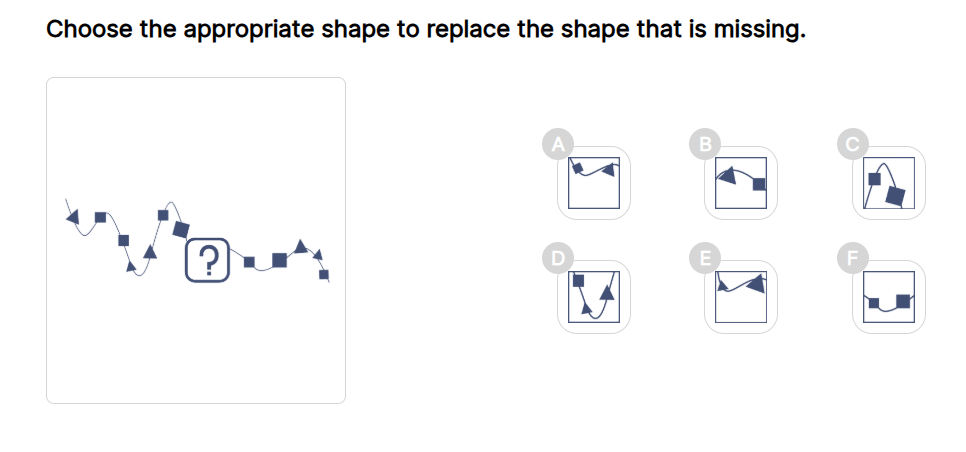 Choose the appropriate shape to replace the shape that is missing.
A
B
C
?
D
E
F